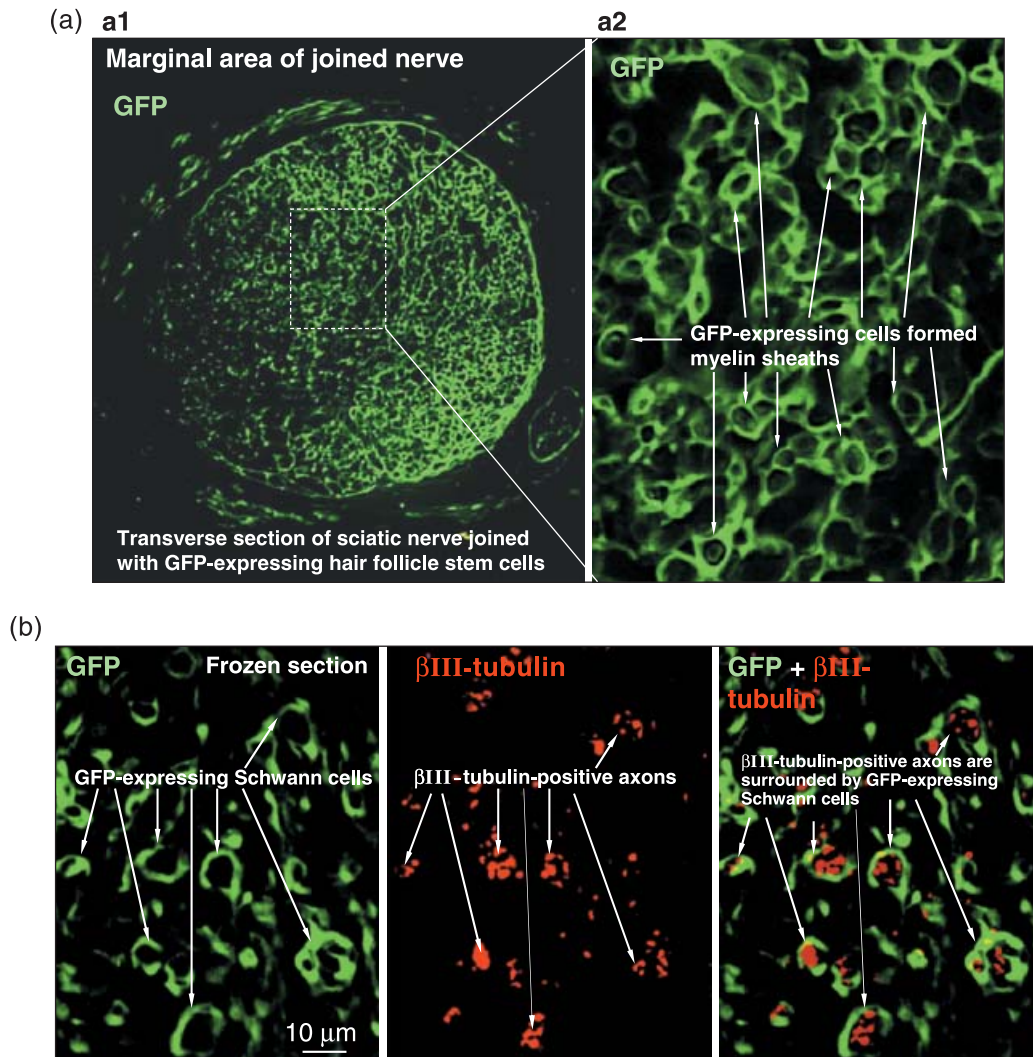 (a)
a1
a2
Marginal area of joined nerve
GFP
Transverse section of sciatic nerve joined
with GFP-expressing hair follicle stem cells
GFP
GFP-expressing cells formed
myelin sheaths
(b)
GFP
Frozen section
GFP-expressing Schwann cells
10 μm
βIII-tubulin
βIII-tubulin-positive axons
GFP + βIII-
tubulin
βIII-tubulin-positive axons are
surrounded by GFP-expressing
Schwann cells